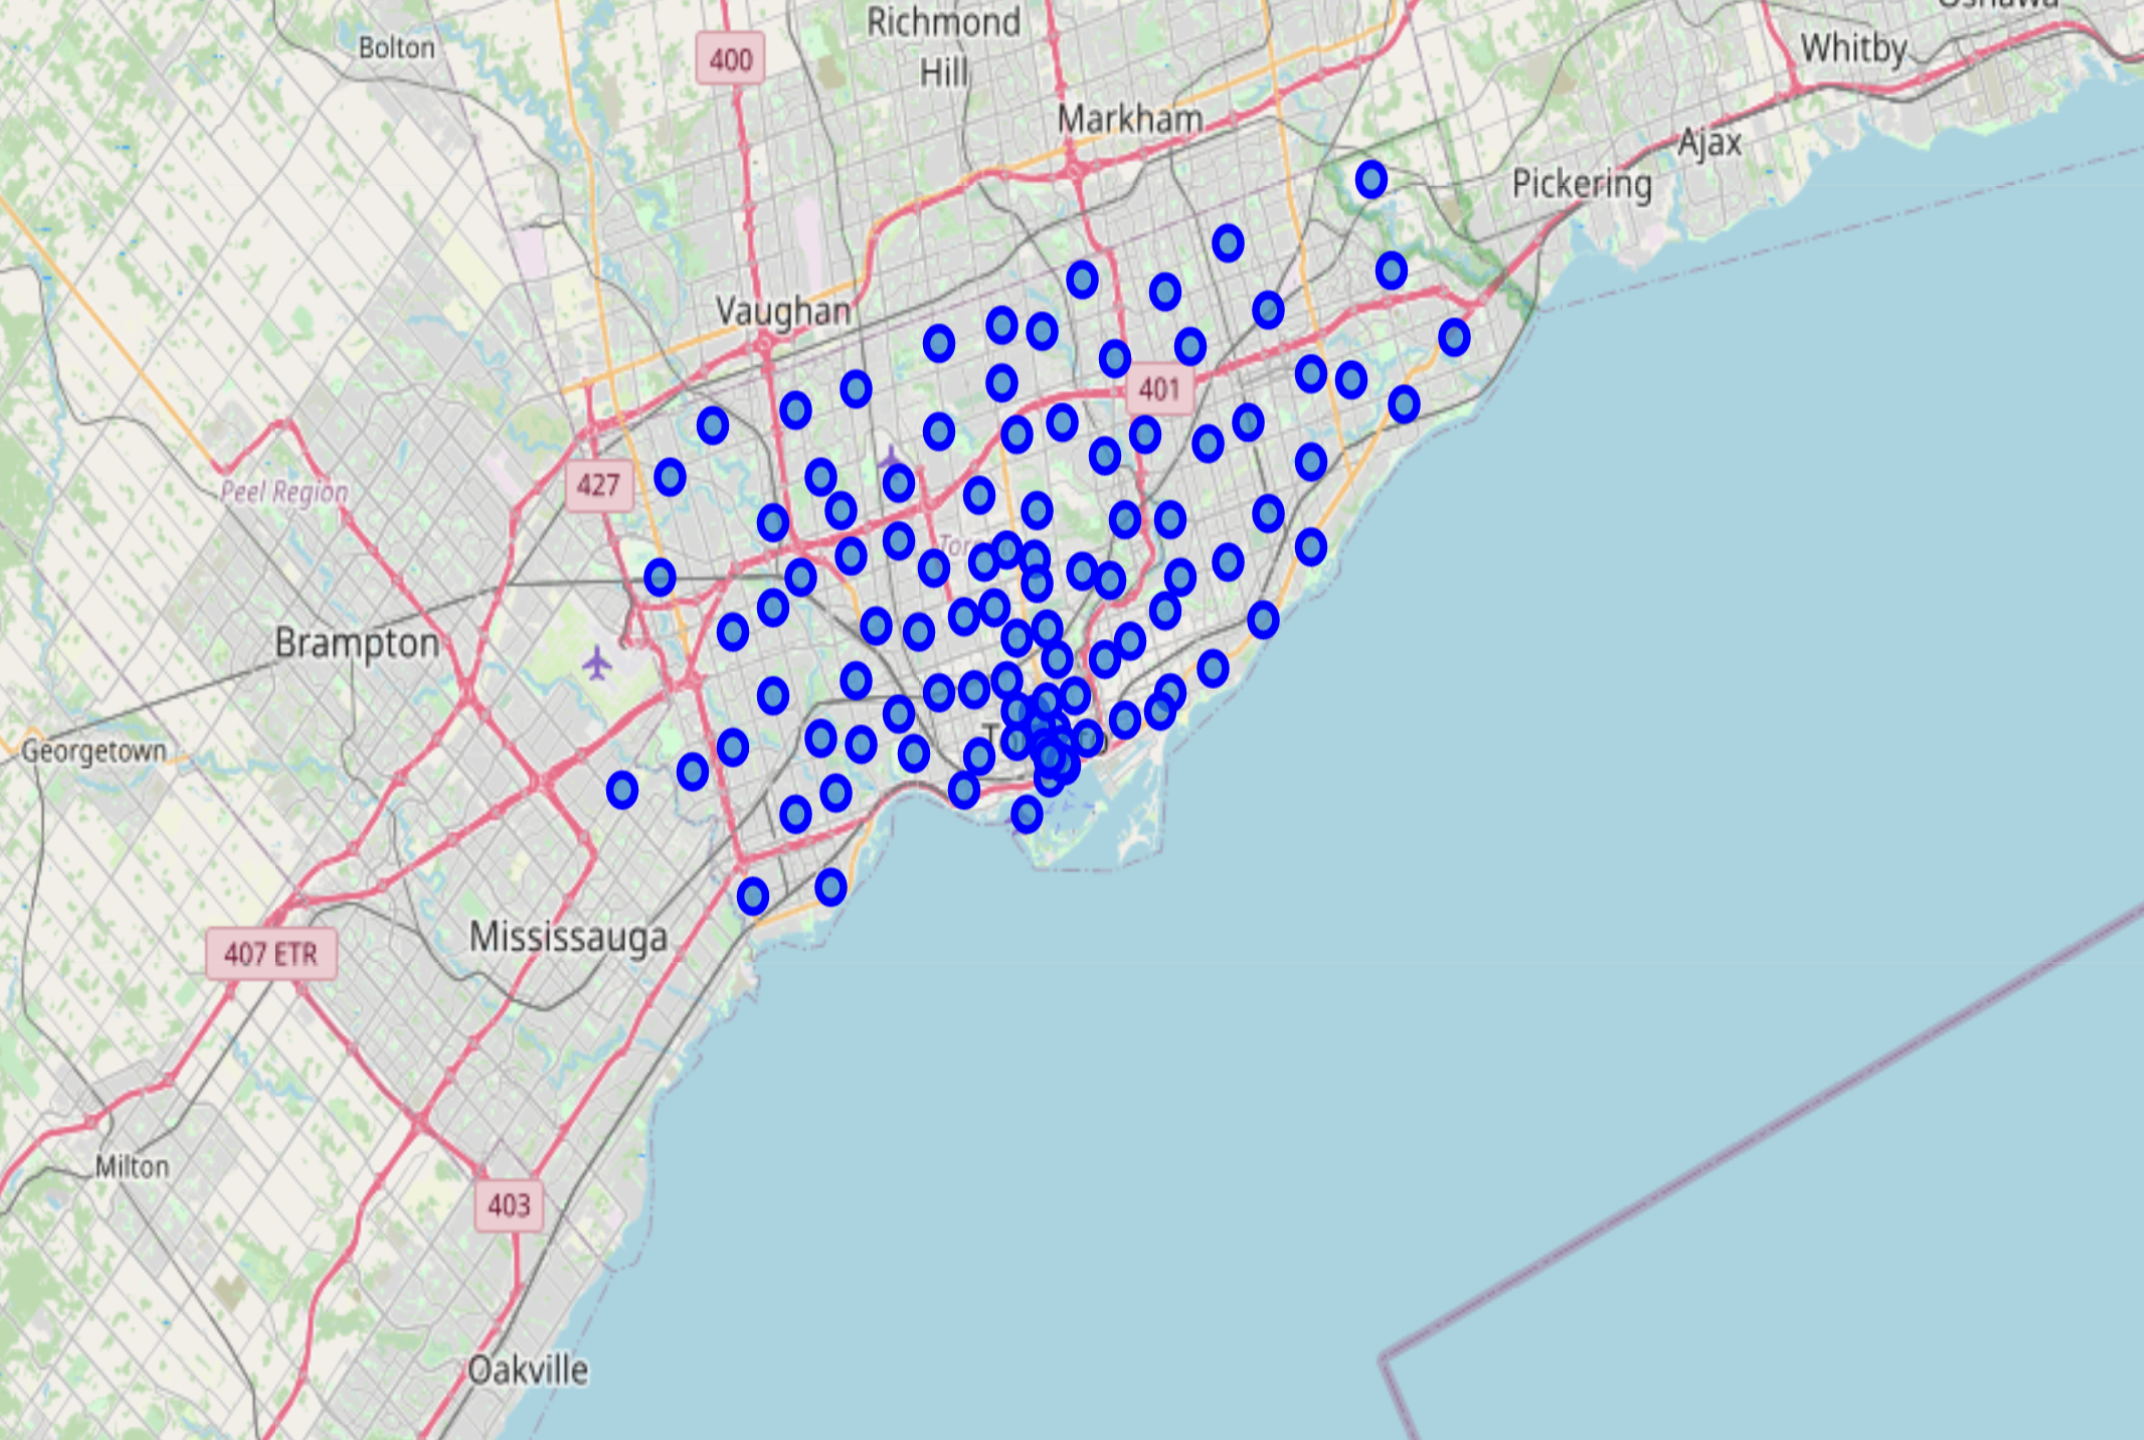 Oshawa
Richmond
Hill
Bolton
Whitby
400
Markham
Ajax
Pickering
Vaughan
401
427
Peel Region
Brampton
Georgetown
Mississauga
407 ETR
Milton
403
Oakville